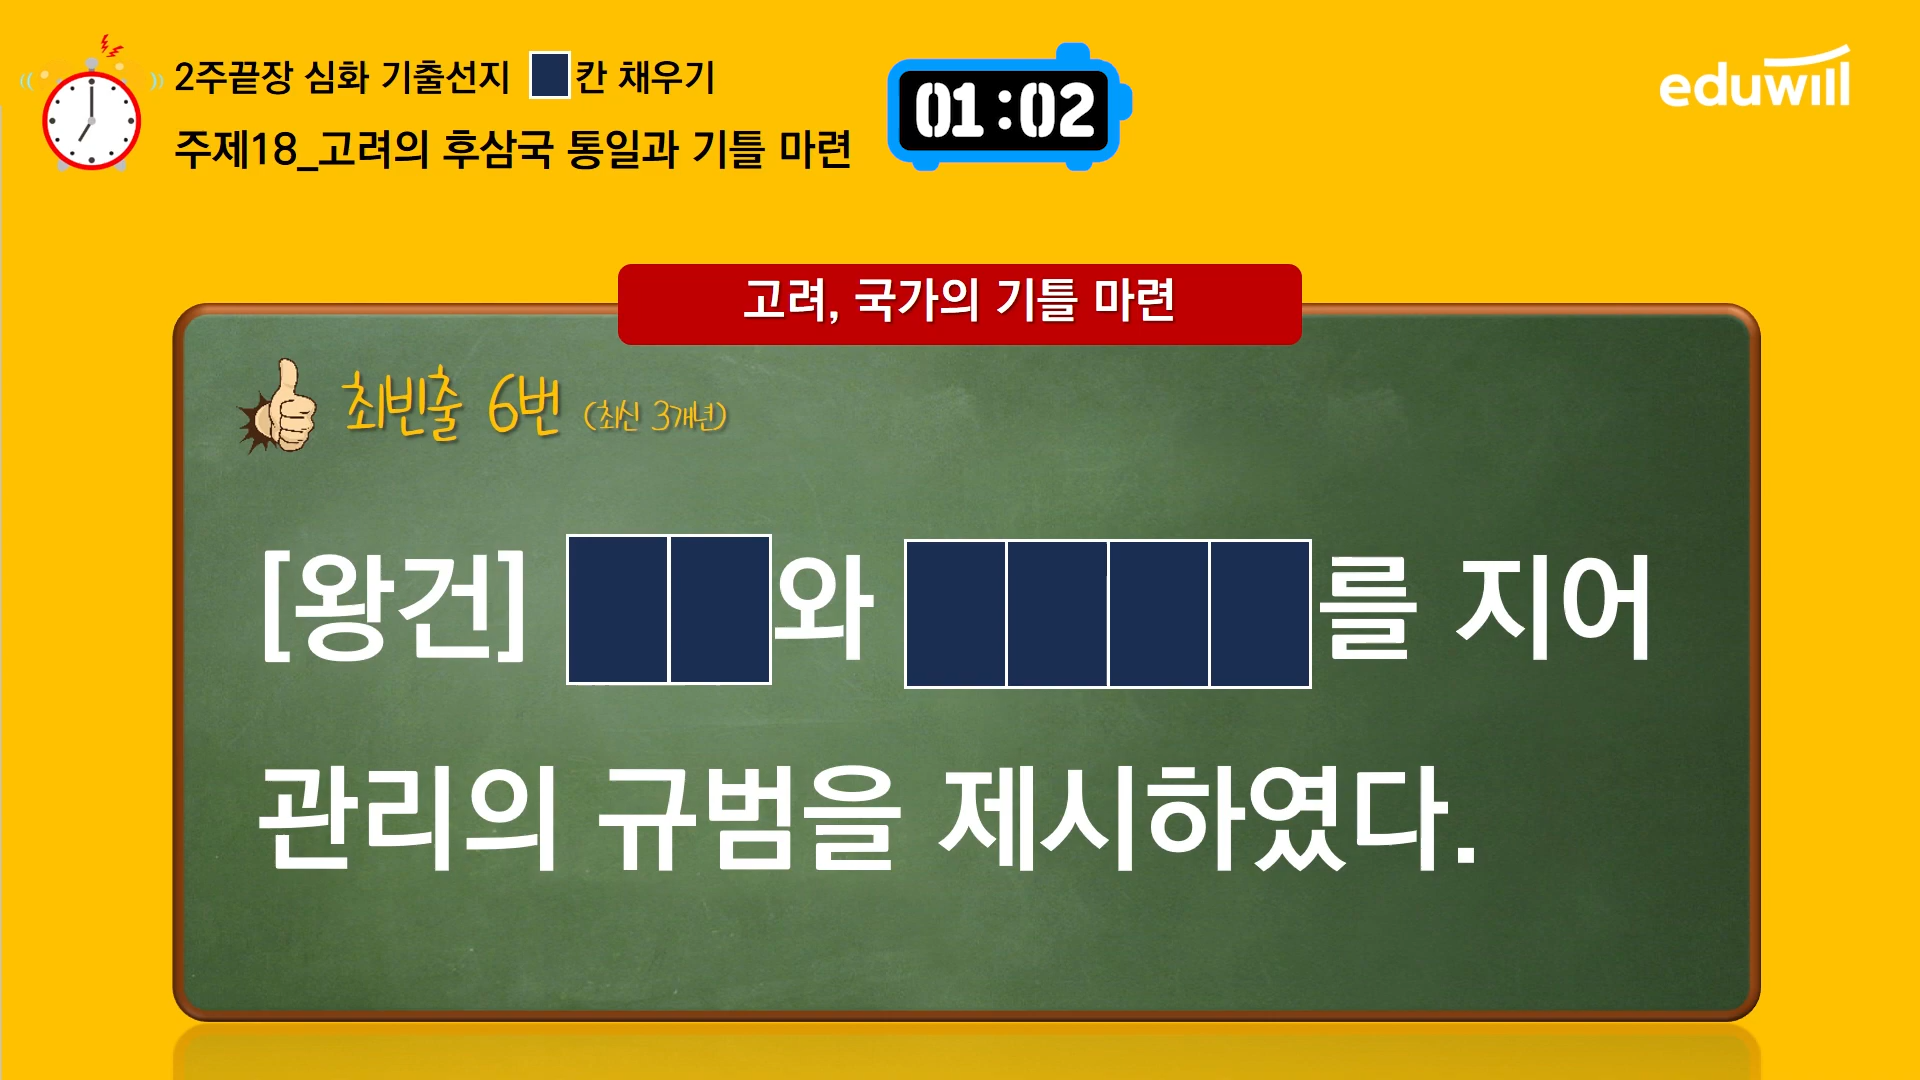 2주끝장 심화 기출선지 칸 채우기
주제18_고려의 후삼국 통일과 기틀 마련
01:02
eduwill
고려, 국가의 기틀 마련
최빈출 6번 (최신 3개년)
[왕건] 와 를 지어
관리의 규범을 제시하였다.